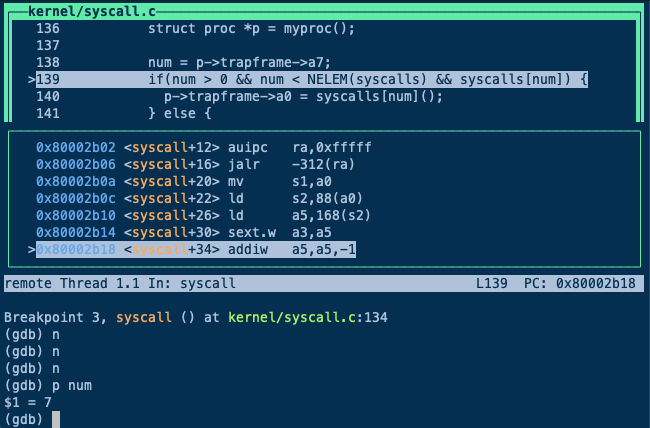 kernel/syscall.c
136 struct proc *p = myproc();
137
138 num = p->trapframe->a7;
>139 if(num > 0 && num < NELEM(syscalls) && syscalls[num]) {
140 p->trapframe->a0 = syscalls[num]();
141 } else {
0x80002b02 <syscall+12> auipc ra,0xfffff
0x80002b06 <syscall+16> jalr -312(ra)
0x80002b0a <syscall+20> mv s1,a0
0x80002b0c <syscall+22> ld s2,88(a0)
0x80002b10 <syscall+26> ld a5,168(s2)
0x80002b14 <syscall+30> sext.w a3,a5
>0x80002b18 <syscall+34> addiw a5,a5,-1
remote Thread 1.1 In: syscall L139 PC: 0x80002b18
Breakpoint 3, syscall () at kernel/syscall.c:134
(gdb) n
(gdb) n
(gdb) n
(gdb) p num
$1 = 7
(gdb)